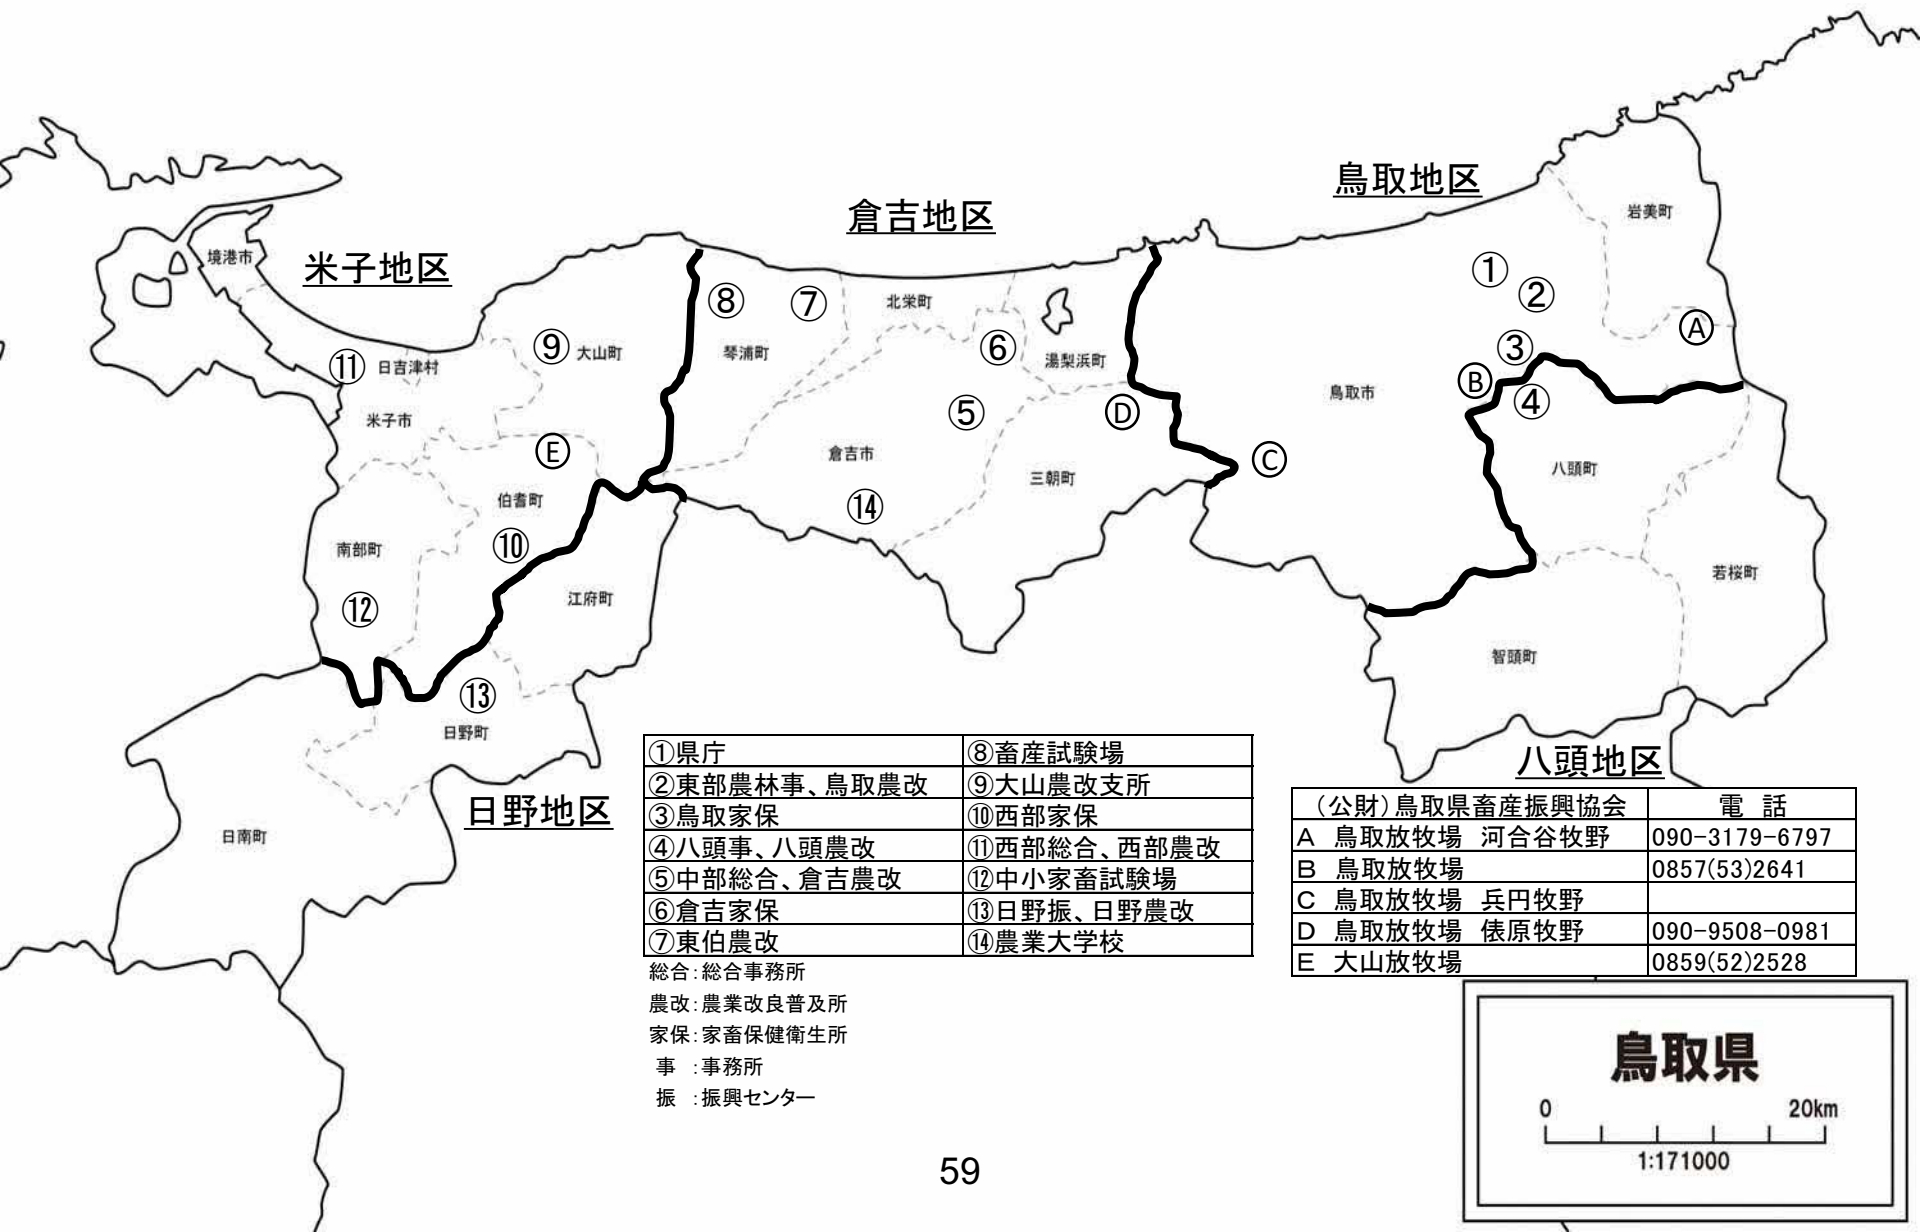 鳥取地区
倉吉地区
米子地区
境港市
岩美町
①
②
⑧
⑦
北栄町
Ⓐ
⑨
大山町
琴浦町
⑥
湯梨浜町
③
⑪
日吉津村
鳥取市
Ⓑ
④
米子市
⑤
Ⓓ
Ⓔ
倉吉市
Ⓒ
八頭町
三朝町
伯耆町
⑭
南部町
⑩
若桜町
江府町
⑫
智頭町
⑬
日野町
八頭地区
日野地区
日南町
①県庁 ⑧畜産試験場
②東部農林事、鳥取農改 ⑨大山農改支所
③鳥取家保 ⑩西部家保
④八頭事、八頭農改 ⑪西部総合、西部農改
⑤中部総合、倉吉農改 ⑫中小家畜試験場
⑥倉吉家保 ⑬日野振、日野農改
⑦東伯農改 ⑭農業大学校
総合:総合事務所
農改:農業改良普及所
家保:家畜保健衛生所
事 :事務所
振 :振興センター
(公財)鳥取県畜産振興協会 電 話
A 鳥取放牧場 河合谷牧野 090-3179-6797
B 鳥取放牧場 0857(53)2641
C 鳥取放牧場 兵円牧野
D 鳥取放牧場 俵原牧野 090-9508-0981
E 大山放牧場 0859(52)2528
鳥取県
0 20km
1:171000
59